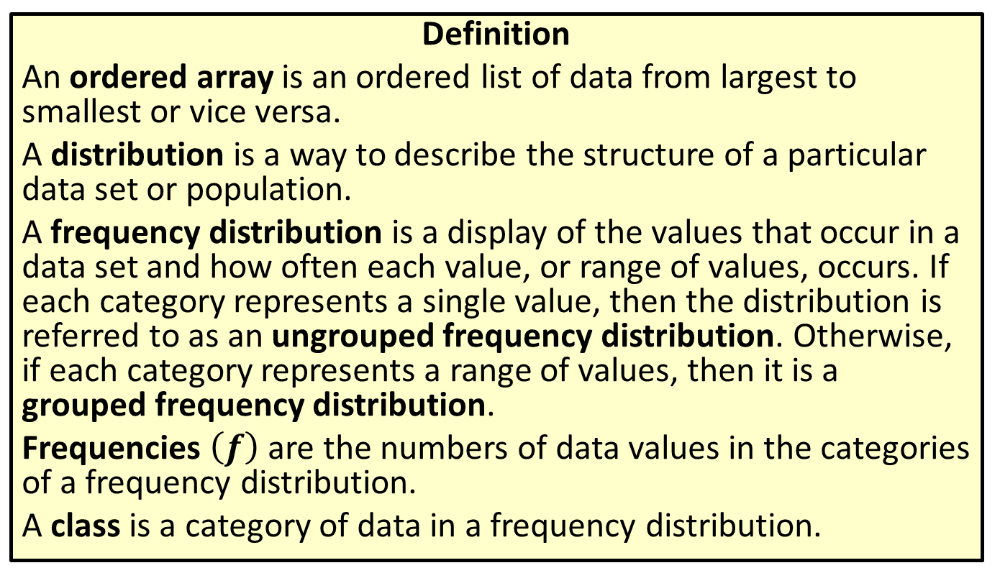 Definition
An ordered array is an ordered list of data from largest to
smallest or vice versa.
A distribution is a way to describe the structure of a particular
data set or population.
A frequency distribution is a display of the values that occur in a
data set and how often each value, or range of values, occurs. If
each category represents a single value, then the distribution is
referred to as an ungrouped frequency distribution. Otherwise,
if each category represents a range of values, then it is a
grouped frequency distribution.
Frequencies (f) are the numbers of data values in the categories
of a frequency distribution.
A class is a category of data in a frequency distribution.